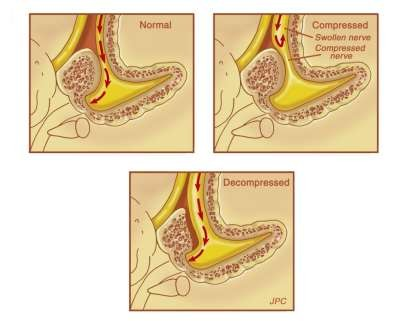 Normal
Compressed
Swollen nerve
Compressed
nerve
Decompressed
JPC